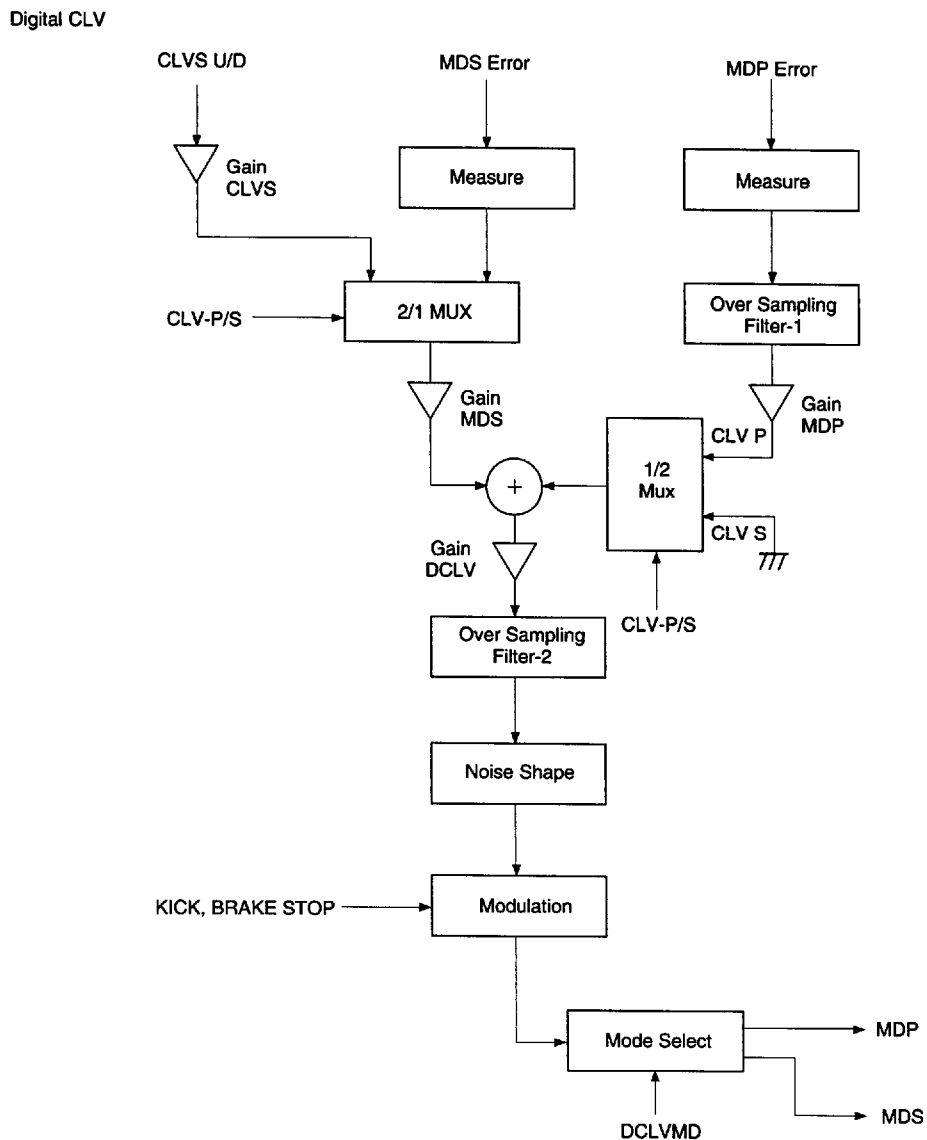 Digital CLV
CLVS U/D
MDS Error
MDP Error
Gain
CLVS
Measure
Measure
CLV-P/S
2/1 MUX
Over Sampling
Filter-1
Gain
MDS
Gain
MDP
CLV P
1/2
Mux
+
CLV S
Gain
DCLV
CLV-P/S
Over Sampling
Filter-2
Noise Shape
KICK, BRAKE STOP
Modulation
Mode Select
MDP
MDS
DCLVMD